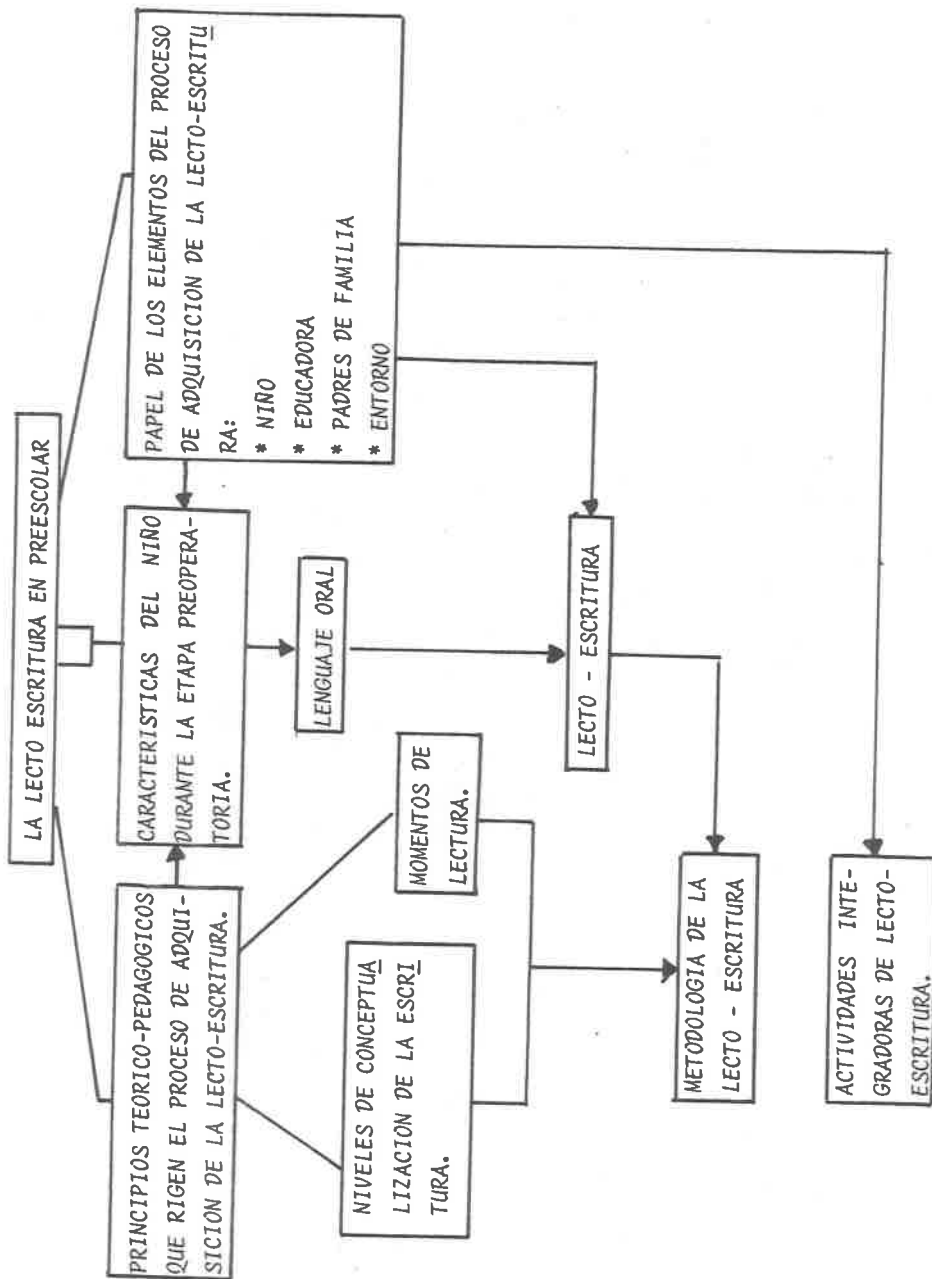 LA LECTO ESCRITURA EN PREESCOLAR
PRINCIPIOS TEORICO-PEDAGOGICOS
QUE RIGEN EL PROCESO DE ADQUI-
SICION DE LA LECTO-ESCRITURA.
CARACTERISTICAS DEL NIÑO
DURANTE LA ETAPA PREOPERA-
TORIA.
PAPEL DE LOS ELEMENTOS DEL PROCESO
DE ADQUISICION DE LA LECTO-ESCRITU
RA:
* NIÑO
* EDUCADORA
* PADRES DE FAMILIA
* ENTORNO
NIVELES DE CONCEPTUA
LIZACION DE LA ESCRI
TURA.
MOMENTOS DE
LECTURA.
LENGUAJE ORAL
LECTO - ESCRITURA
METODOLOGIA DE LA
LECTO - ESCRITURA
ACTIVIDADES INTE-
GRADORAS DE LECTO-
ESCRITURA.